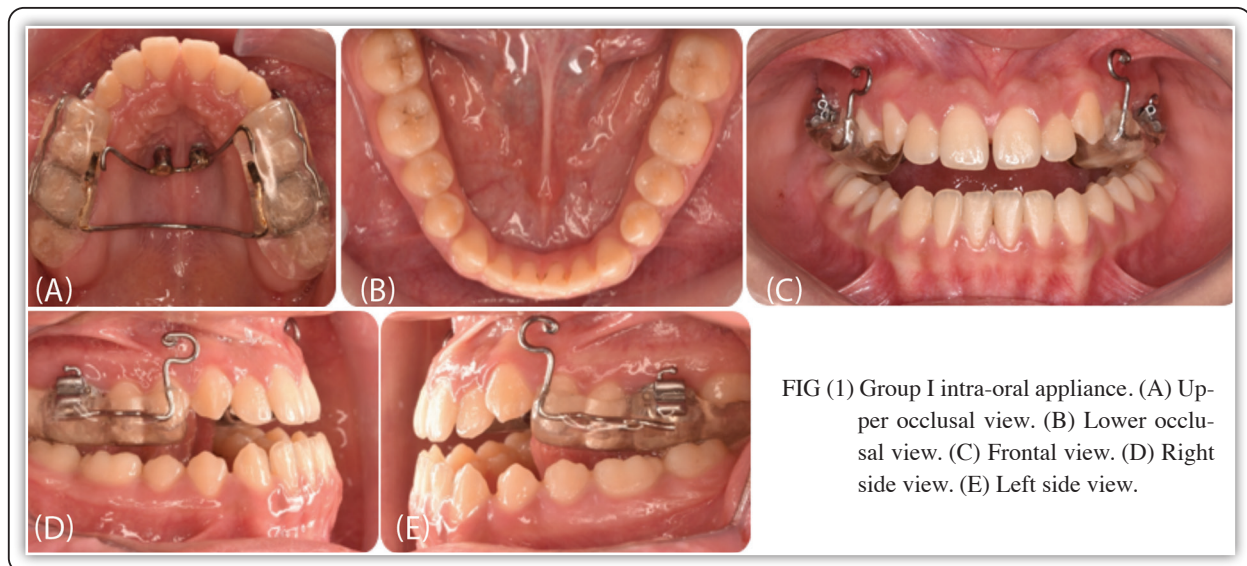 (A)
(B)
(C)
(D)
(E)
FIG (1) Group I intra-oral appliance. (A) Up-
per occlusal view. (B) Lower occlu-
sal view. (C) Frontal view. (D) Right
side view. (E) Left side view.